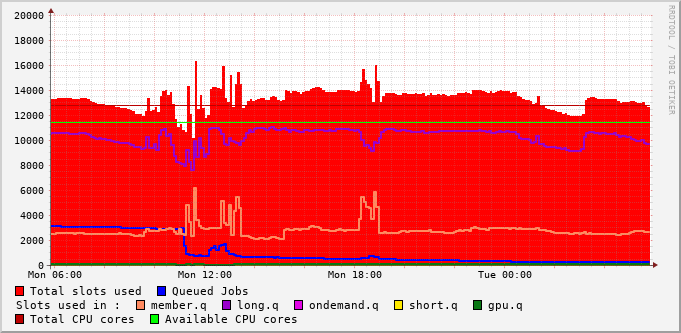 RRDTOOL / TOBI OETIKER
20000
18000
16000
14000
12000
10000
8000
6000
4000
2000
0
Mon 06:00 Mon 12:00 Mon 18:00 Tue 00:00
Total slots used Queued Jobs
Slots used in : member.q long.q ondemand.q short.q gpu.q
Total CPU cores Available CPU cores